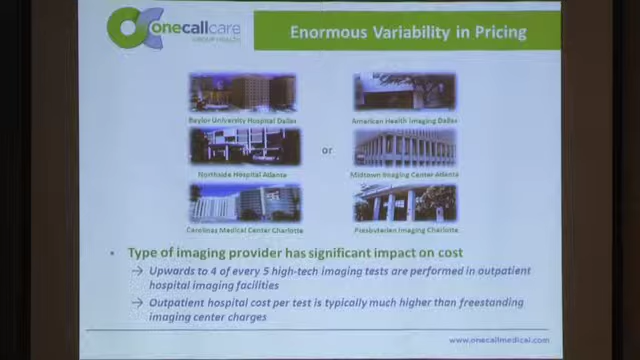 onecallcare
GROUP HEALTH
Enormous Variability in Pricing
Baylor University Hospital Dallas
American Health Imaging Dallas
or
Northside Hospital Atlanta
Midtown Imaging Center Atlanta
Carolinas Medical Center Charlotte
Presbyterian Imaging Charlotte
• Type of imaging provider has significant impact on cost
→ Upwards to 4 of every 5 high-tech imaging tests are performed in outpatient
hospital imaging facilities
→ Outpatient hospital cost per test is typically much higher than freestanding
imaging center charges
www.onecallmedical.com